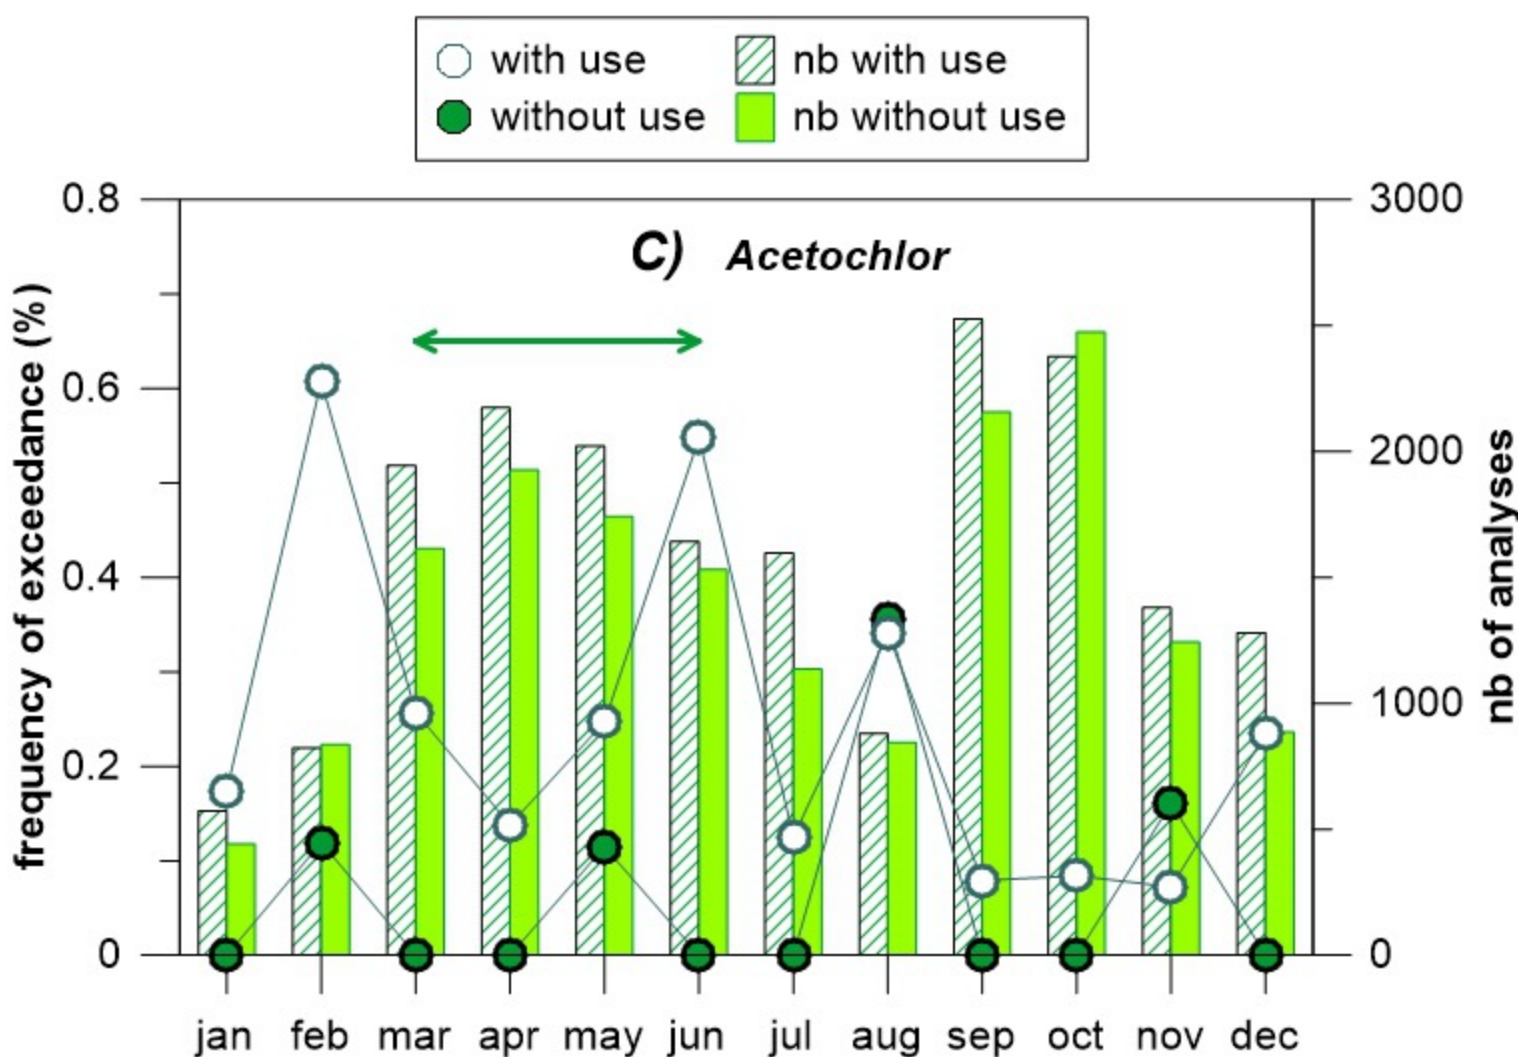 with use nb with use
without use nb without use
0.8 3000
C) Acetochlor
0.6
2000
0.4
1000
0.2
0 0
frequency of exceedance (%)
nb of analyses
jan feb mar apr may jun jul aug sep oct nov dec